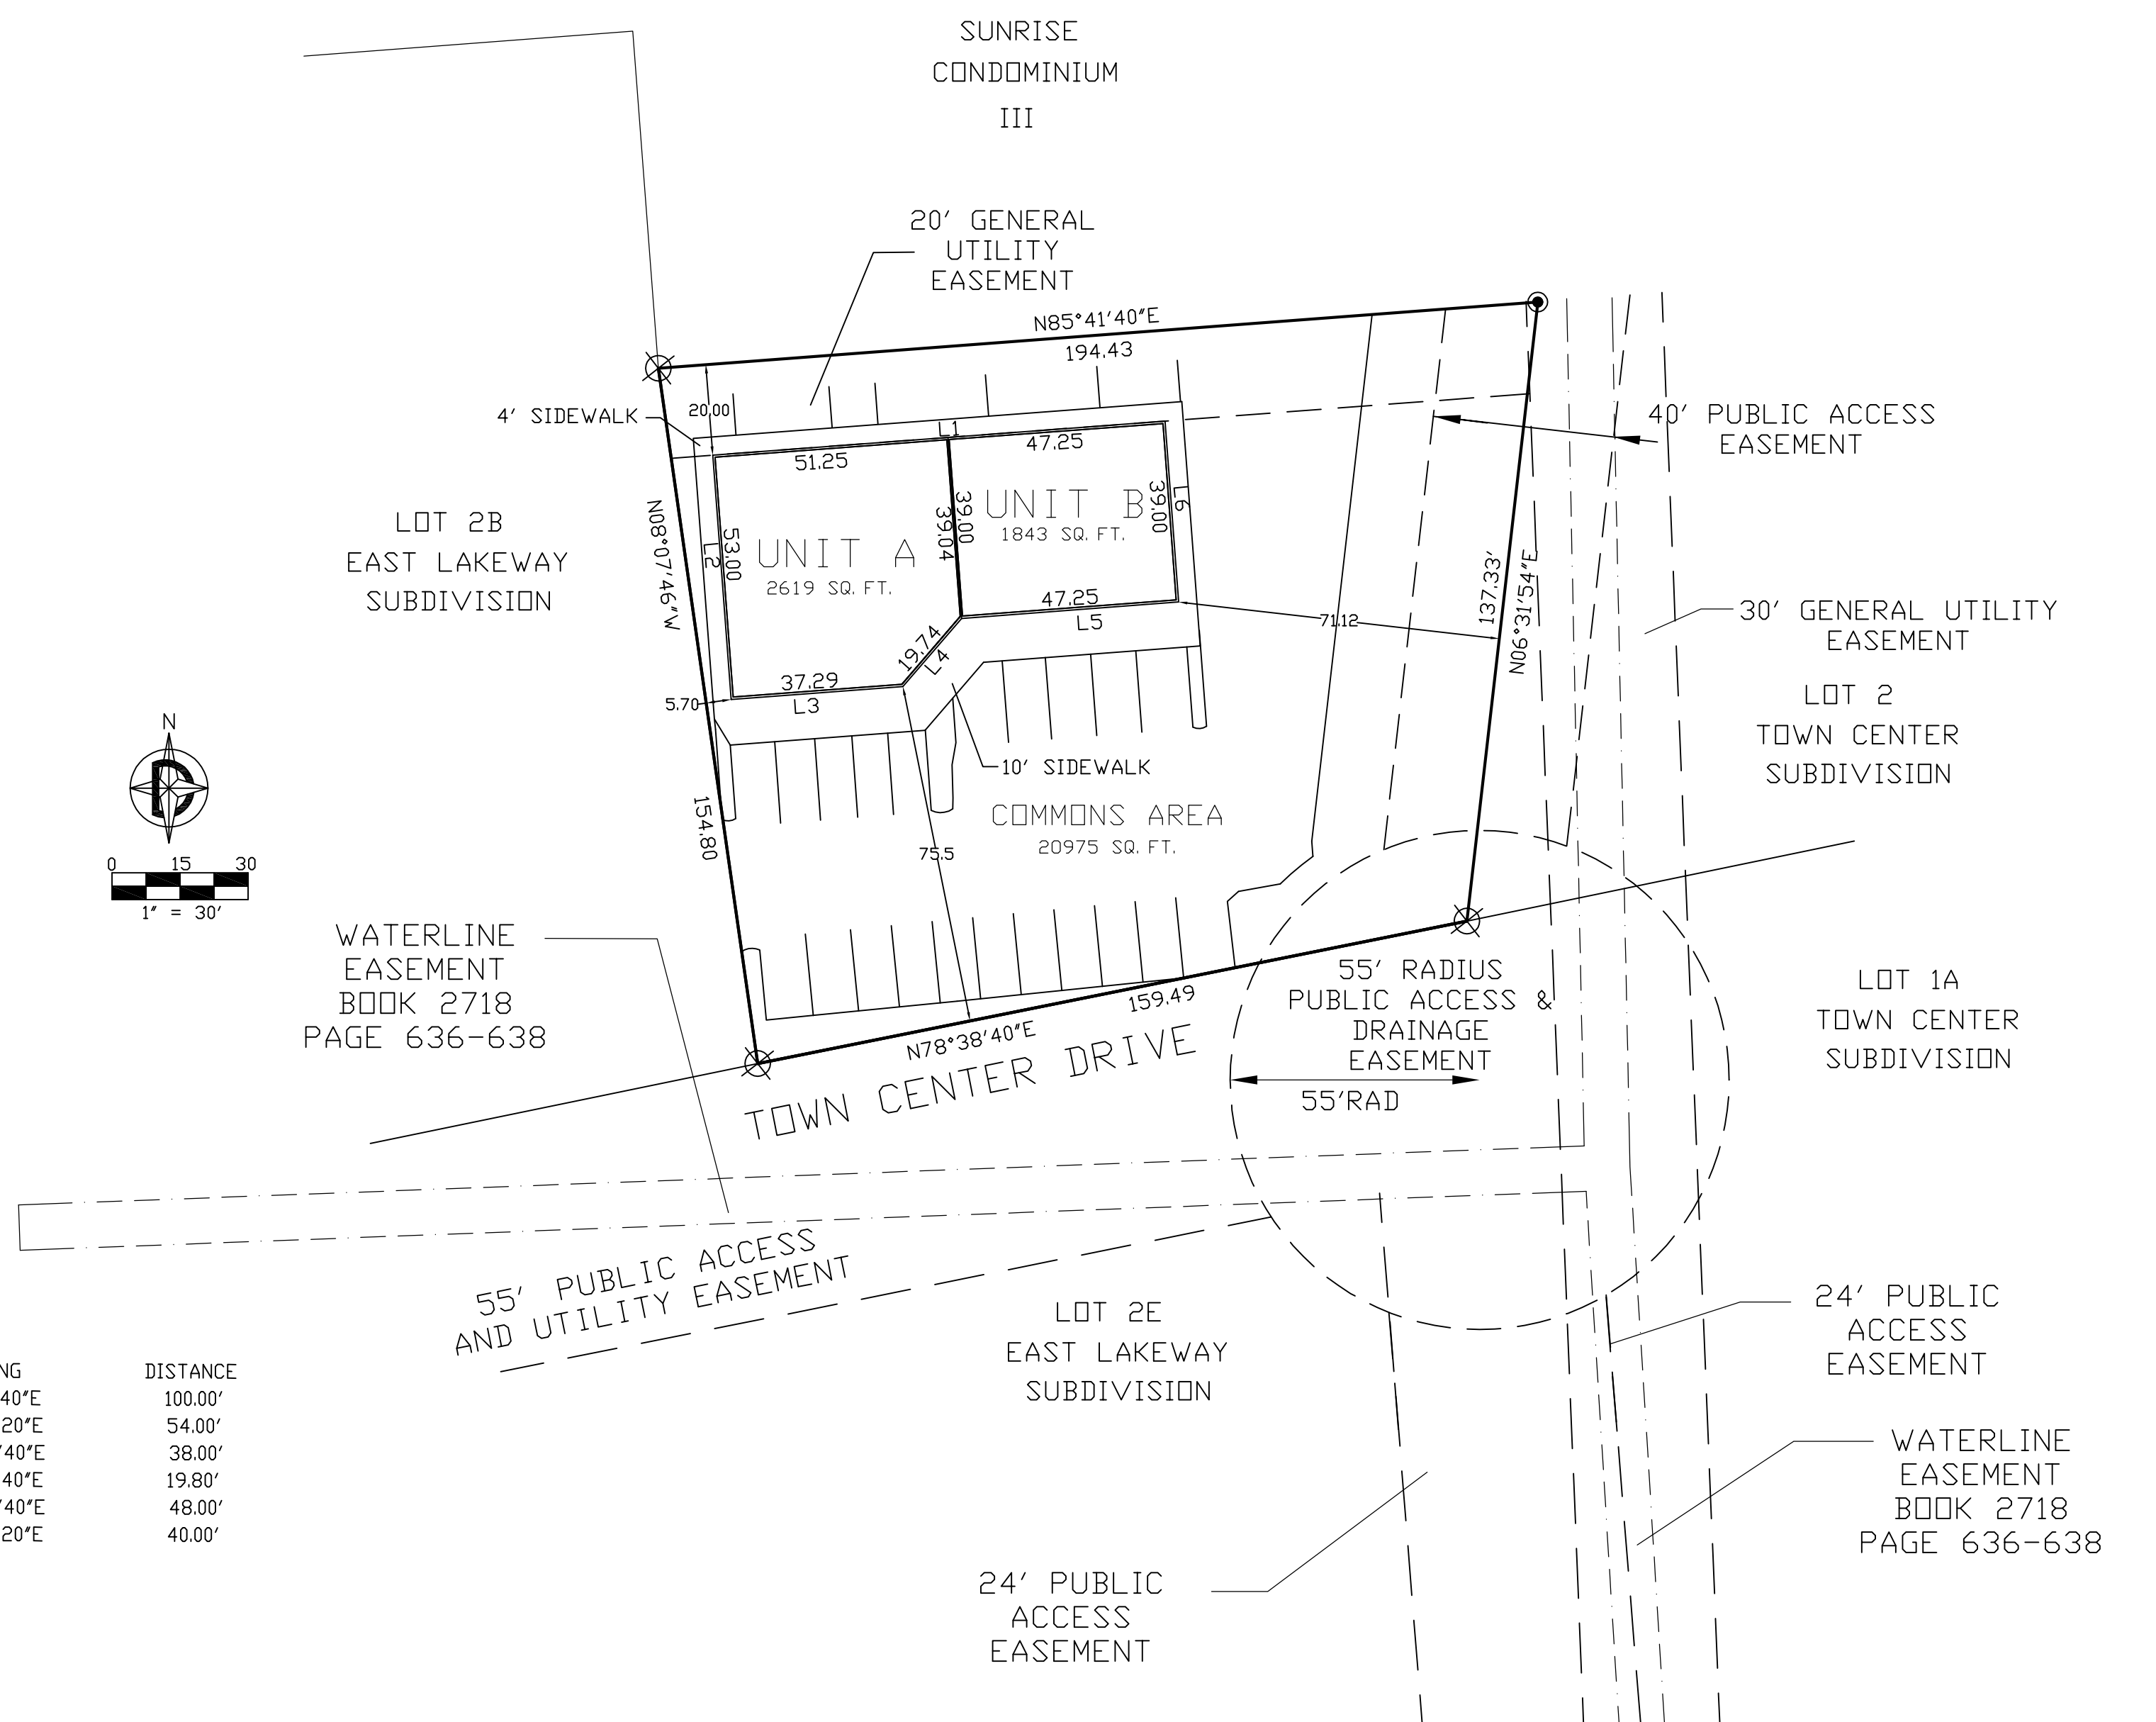 SUNRISE
CONDOMINIUM
III
20' GENERAL
UTILITY
EASEMENT
N85°41'40"E
194.43
4' SIDEWALK
20.00
L1
51.25
47.25
40' PUBLIC ACCESS
EASEMENT
LOT 2B
EAST LAKEWAY
SUBDIVISION
N08°07'46"W
154.80
L2
53.00
UNIT A
2619 SQ. FT.
39.04
39.00
UNIT B
1843 SQ. FT.
39.00
L6
47.25
L5
19.74
L4
37.29
L3
5.70
71.12
137.33'
N06°31'54"E
30' GENERAL UTILITY
EASEMENT
LOT 2
TOWN CENTER
SUBDIVISION
N
0 15 30
1" = 30'
10' SIDEWALK
COMMONS AREA
20975 SQ. FT.
75.5
WATERLINE
EASEMENT
BOOK 2718
PAGE 636-638
N78°38'40"E
159.49
TOWN CENTER DRIVE
55' RADIUS
PUBLIC ACCESS &
DRAINAGE
EASEMENT
55'RAD
LOT 1A
TOWN CENTER
SUBDIVISION
55' PUBLIC ACCESS
AND UTILITY EASEMENT
LOT 2E
EAST LAKEWAY
SUBDIVISION
24' PUBLIC
ACCESS
EASEMENT
WATERLINE
EASEMENT
BOOK 2718
PAGE 636-638
24' PUBLIC
ACCESS
EASEMENT
NG DISTANCE
40"E 100.00'
20"E 54.00'
'40"E 38.00'
40"E 19.80'
'40"E 48.00'
20"E 40.00'